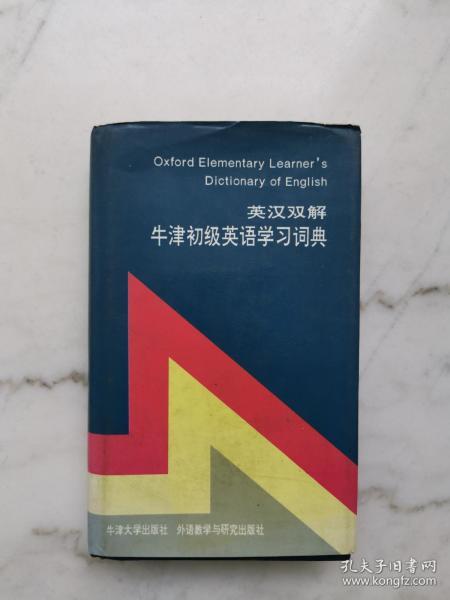 Oxford Elementary Learner's
Dictionary of English
英汉双解
牛津初级英语学习词典
牛津大学出版社 外语教学与研究出版社
孔夫子旧书网
www.kongfz.com